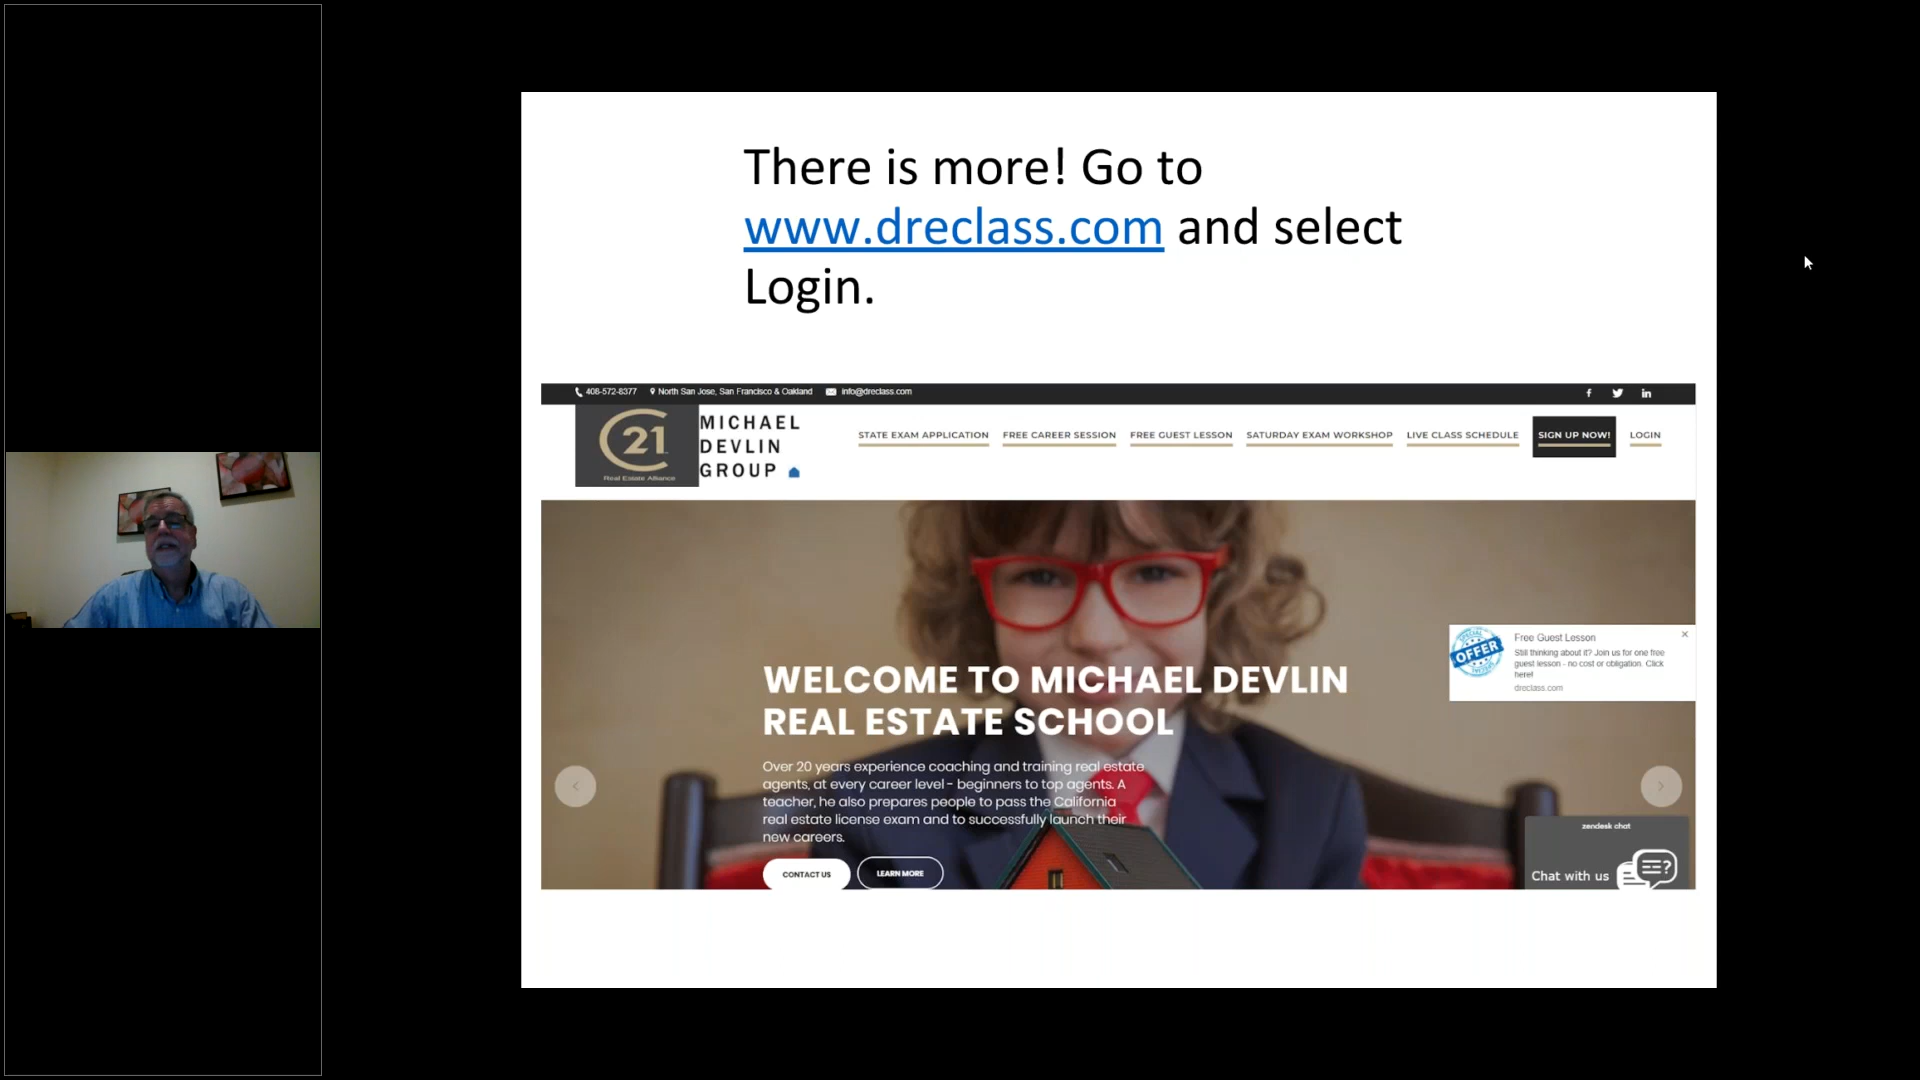 There is more! Go to
www.dreclass.com and select
Login.
408-572-8377 North San Jose, San Francisco & Oakland info@dreclass.com
C21
Real Estate Alliance
MICHAEL
DEVLIN
GROUP
STATE EXAM APPLICATION FREE CAREER SESSION FREE GUEST LESSON SATURDAY EXAM WORKSHOP LIVE CLASS SCHEDULE SIGN UP NOW! LOGIN
SPECIAL
OFFER
SPECIAL
Free Guest Lesson
Still thinking about it? Join us for one free
guest lesson - no cost or obligation. Click
here!
dreclass.com
WELCOME TO MICHAEL DEVLIN
REAL ESTATE SCHOOL
Over 20 years experience coaching and training real estate
agents, at every career level - beginners to top agents. A
teacher, he also prepares people to pass the California
real estate license exam and to successfully launch their
new careers.
CONTACT US LEARN MORE
zendesk chat
Chat with us